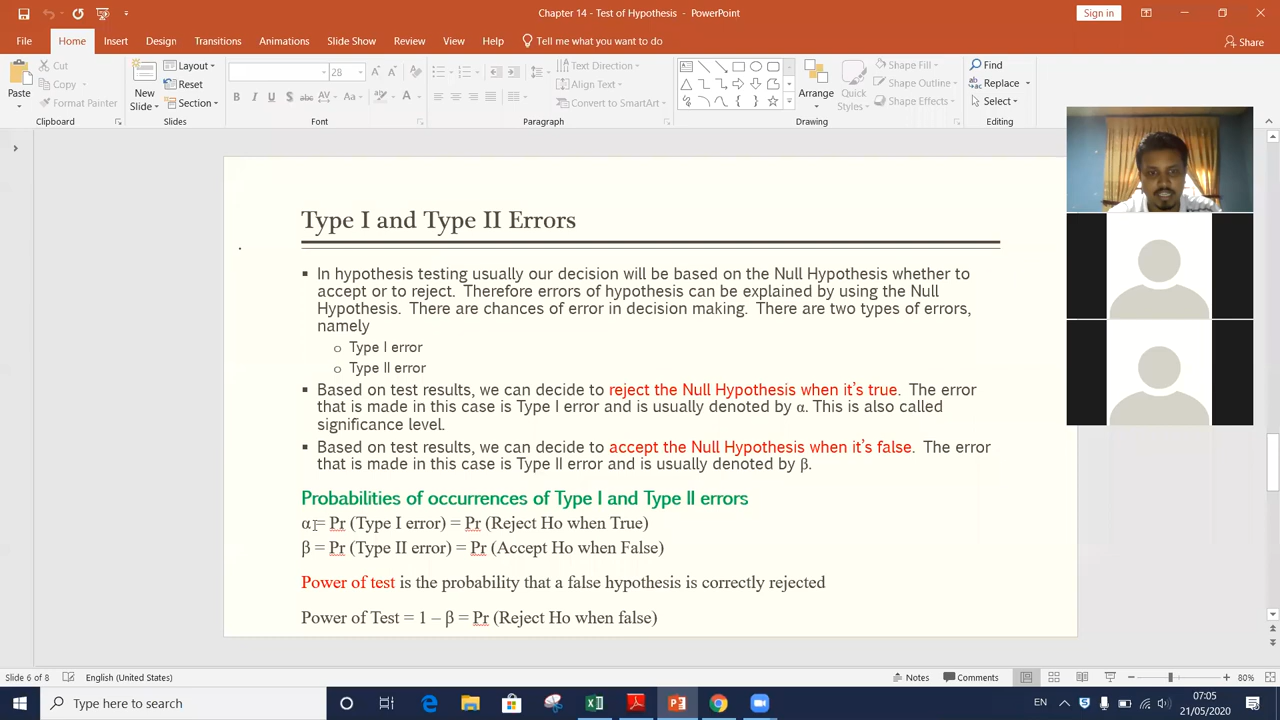 Chapter 14 - Test of Hypothesis - PowerPoint
Sign in
File Home Insert Design Transitions Animations Slide Show Review View Help Tell me what you want to do Share
Paste
Cut
Copy
Format Painter
Clipboard
New Slide
Layout
Reset
Section
Slides
28
B I U S abc AV Aa A
Font
Text Direction
Align Text
Convert to SmartArt
Paragraph
Arrange
Quick Styles
Shape Fill
Shape Outline
Shape Effects
Drawing
Find
Replace
Select
Editing
Type I and Type II Errors
In hypothesis testing usually our decision will be based on the Null Hypothesis whether to
accept or to reject. Therefore errors of hypothesis can be explained by using the Null
Hypothesis. There are chances of error in decision making. There are two types of errors,
namely
Type I error
Type II error
Based on test results, we can decide to reject the Null Hypothesis when it's true. The error
that is made in this case is Type I error and is usually denoted by α. This is also called
significance level.
Based on test results, we can decide to accept the Null Hypothesis when it's false. The error
that is made in this case is Type II error and is usually denoted by β.
Probabilities of occurrences of Type I and Type II errors
α = Pr (Type I error) = Pr (Reject Ho when True)
β = Pr (Type II error) = Pr (Accept Ho when False)
Power of test is the probability that a false hypothesis is correctly rejected
Power of Test = 1 – β = Pr (Reject Ho when false)
Slide 6 of 8 English (United States) Notes Comments 80%
Type here to search
EN
07:05
21/05/2020